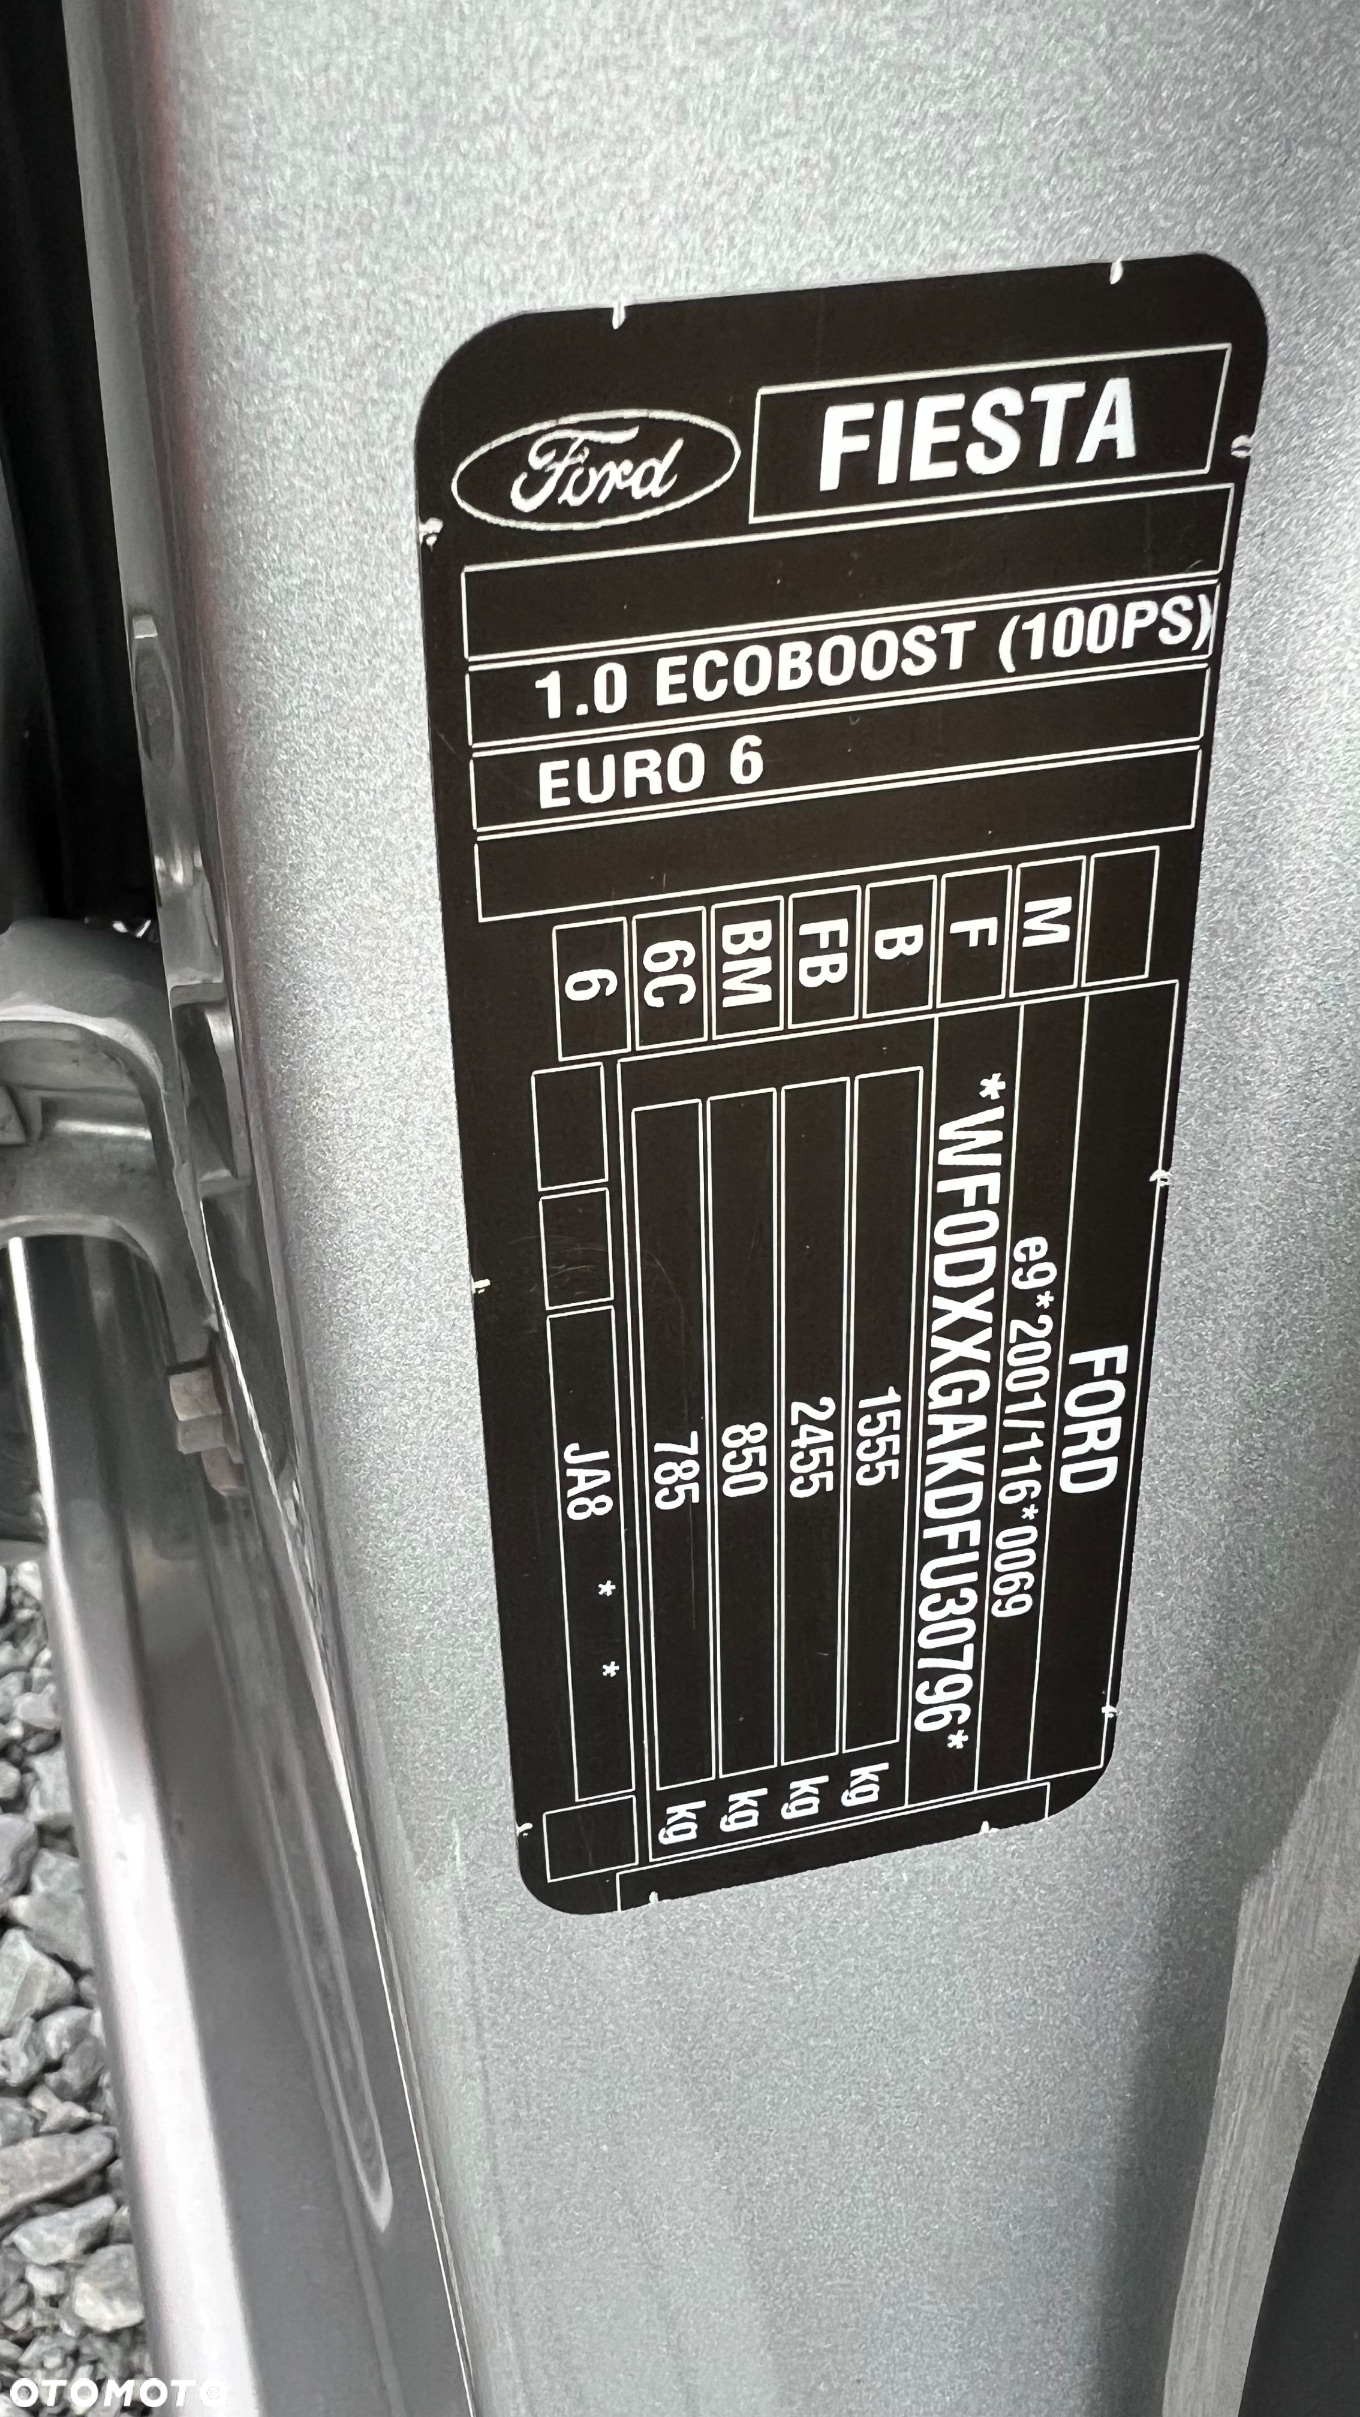 Ford
FIESTA
1.0 ECOBOOST (100PS)
EURO 6
M
F
B
FB
BM
6C
6
FORD
e9*2001/116*0069
*WF0DXXGAKDFU30796*
1555 kg
2455 kg
850 kg
785 kg
JA8 * *
OTOMOTO